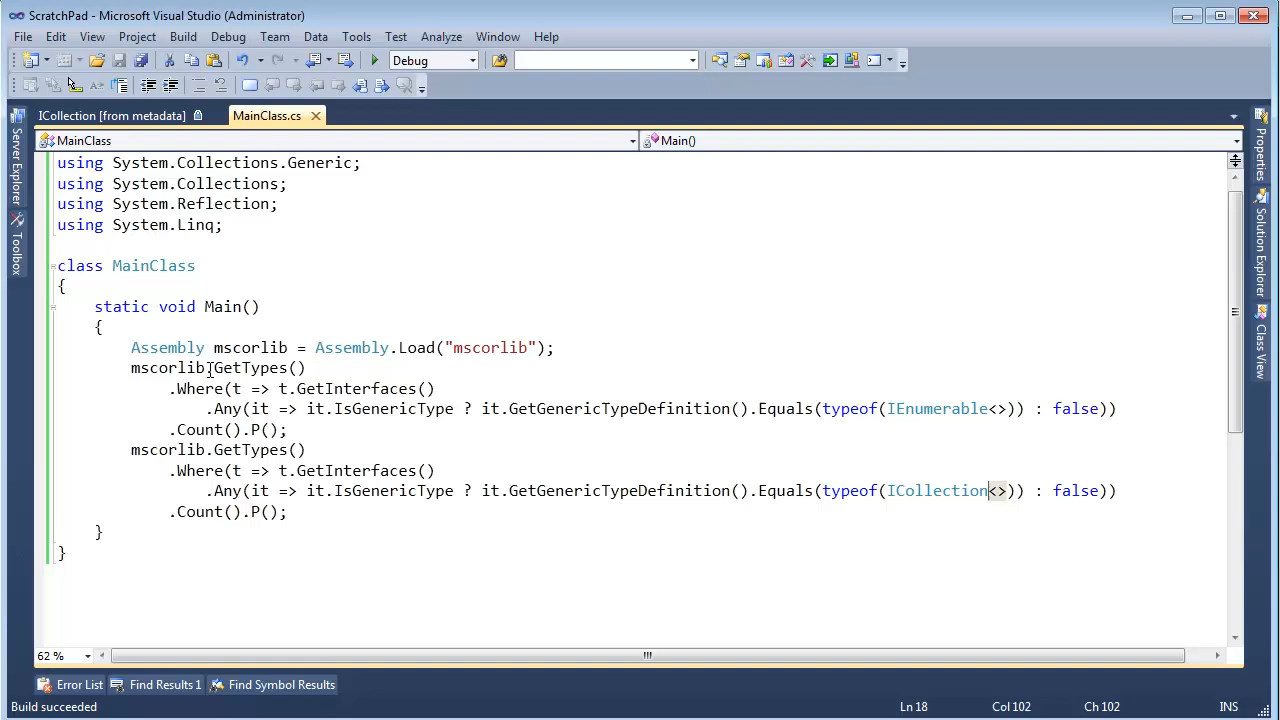 ScratchPad - Microsoft Visual Studio (Administrator)
File Edit View Project Build Debug Team Data Tools Test Analyze Window Help
Debug
ICollection [from metadata] MainClass.cs
MainClass Main()
Server Explorer
Toolbox
Properties
Solution Explorer
Class View
using System.Collections.Generic;
using System.Collections;
using System.Reflection;
using System.Linq;
class MainClass
{
static void Main()
{
Assembly mscorlib = Assembly.Load("mscorlib");
mscorlib.GetTypes()
.Where(t => t.GetInterfaces()
.Any(it => it.IsGenericType ? it.GetGenericTypeDefinition().Equals(typeof(IEnumerable<>)) : false))
.Count().P();
mscorlib.GetTypes()
.Where(t => t.GetInterfaces()
.Any(it => it.IsGenericType ? it.GetGenericTypeDefinition().Equals(typeof(ICollection<>)) : false))
.Count().P();
}
}
62 %
Error List Find Results 1 Find Symbol Results
Build succeeded Ln 18 Col 102 Ch 102 INS